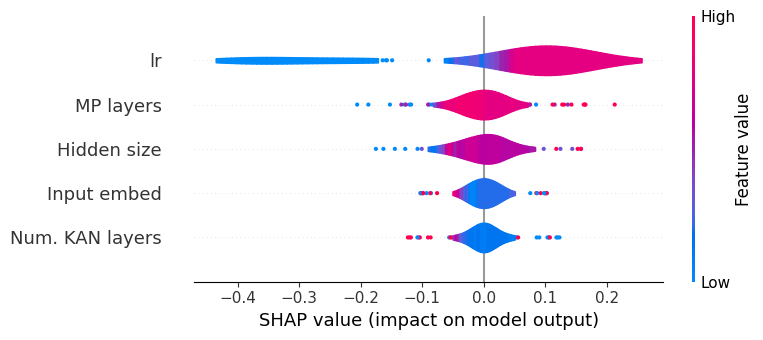 High
lr
MP layers
Hidden size
Input embed
Num. KAN layers
Feature value
Low
−0.4 −0.3 −0.2 −0.1 0.0 0.1 0.2
SHAP value (impact on model output)